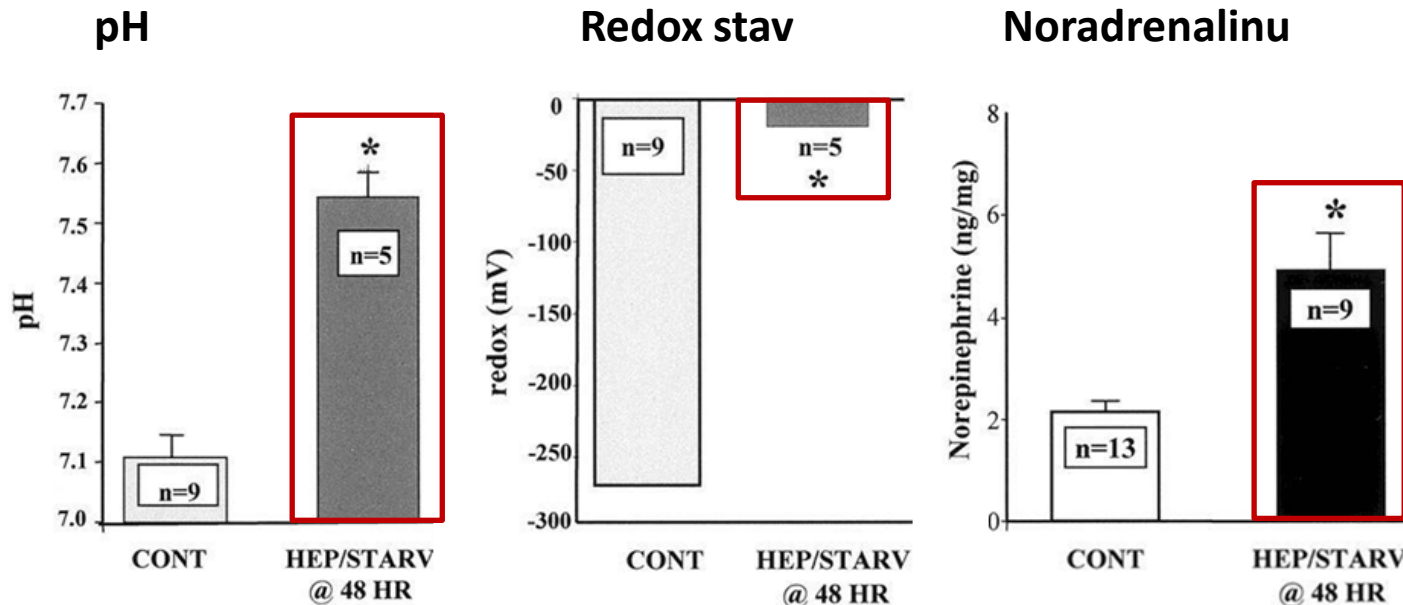 pH
Redox stav
Noradrenalinu
7.7
7.6
7.5
7.4
7.3
7.2
7.1
7.0
pH
*
n=5
n=9
CONT
HEP/STARV
@ 48 HR
0
-50
-100
-150
-200
-250
-300
redox (mV)
n=9
n=5
*
CONT
HEP/STARV
@ 48 HR
8
6
4
2
0
Norepinephrine (ng/mg)
*
n=9
n=13
CONT
HEP/STARV
@ 48 HR